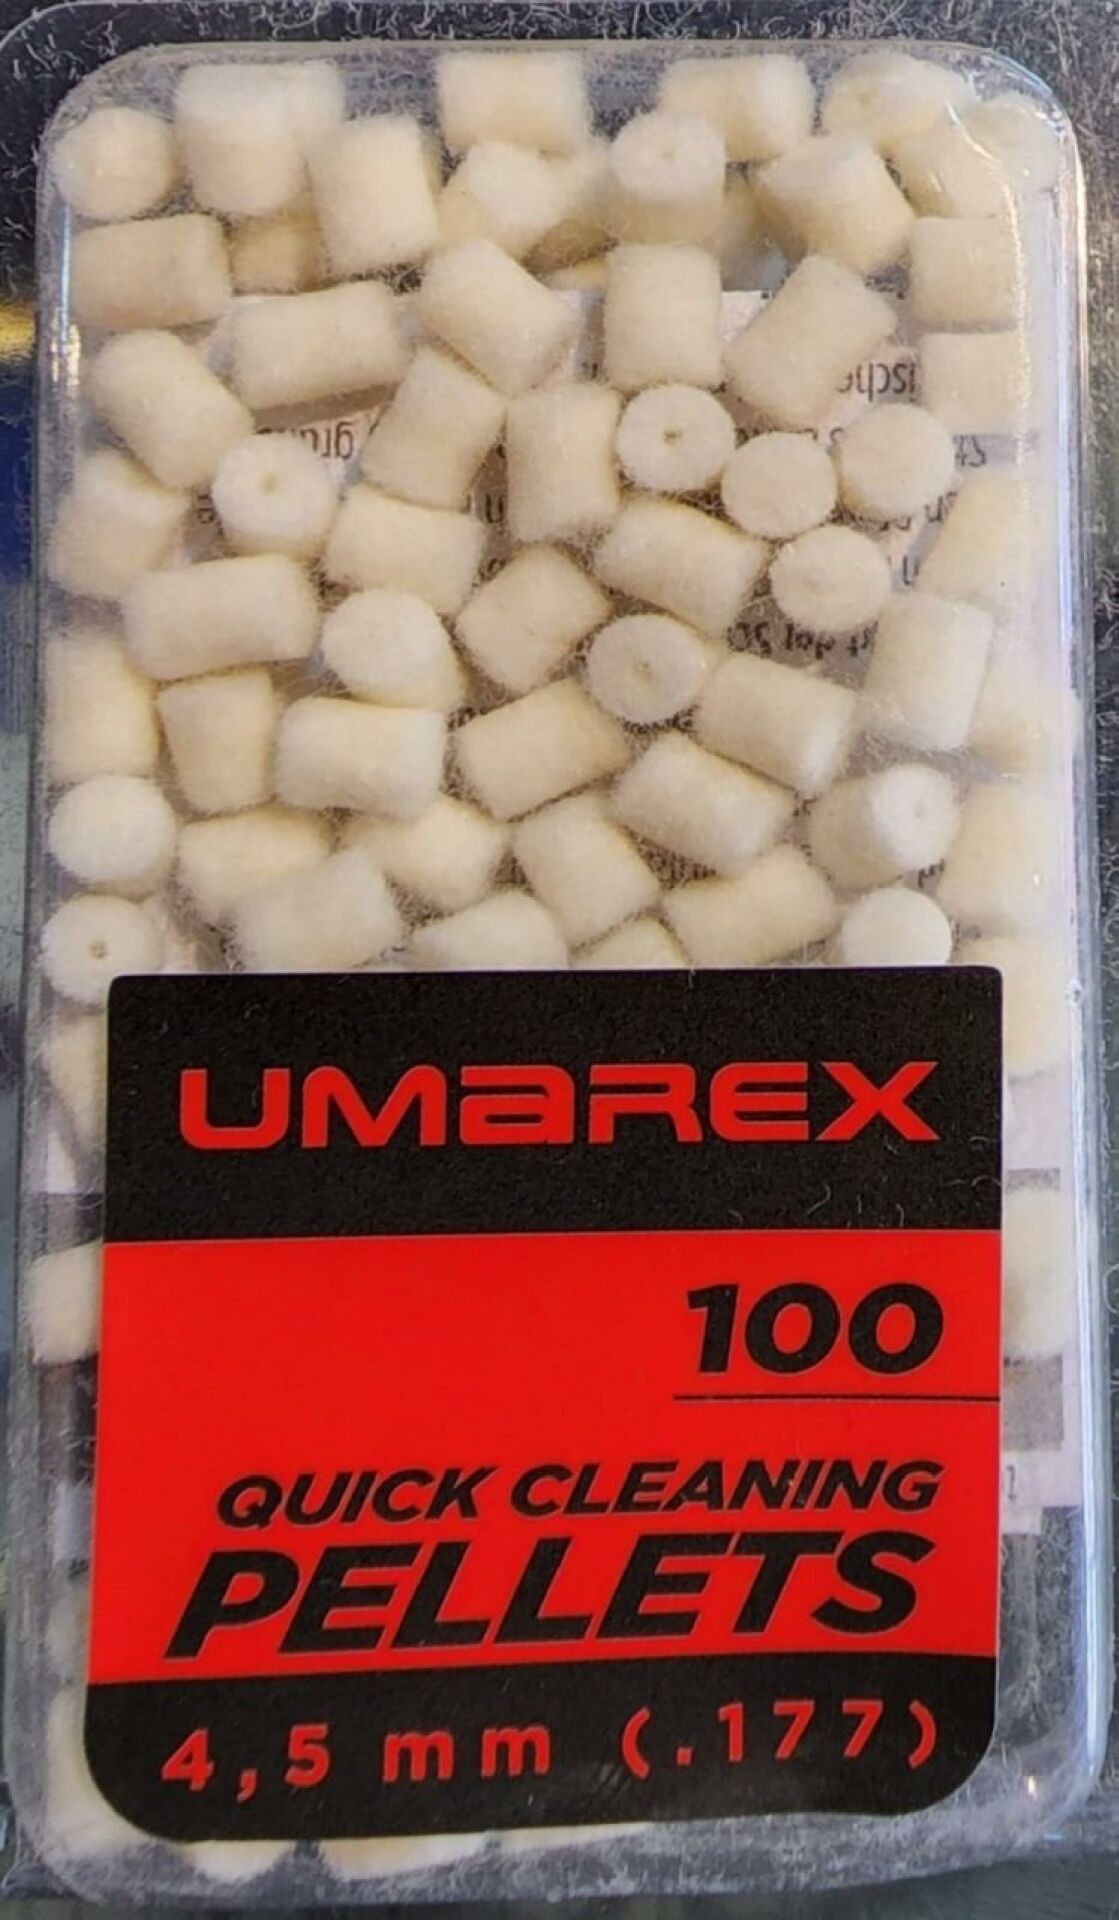 UMAREX
100
QUICK CLEANING
PELLETS
4,5 mm (.177)